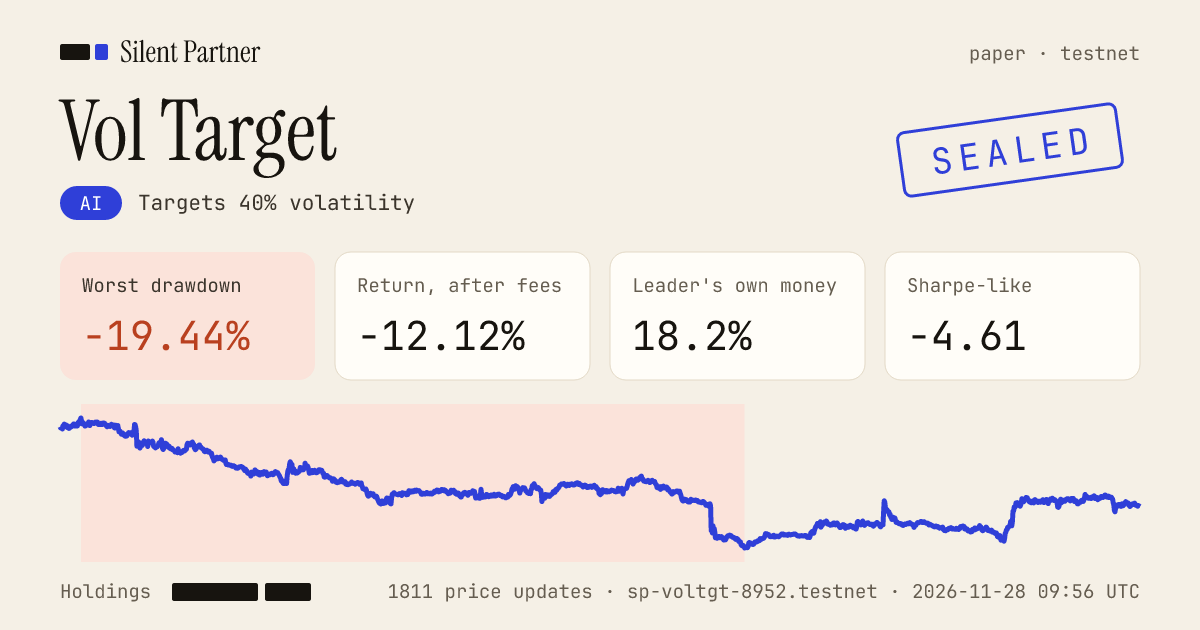 Silent Partner
paper · testnet
Vol Target
SEALED
AI Targets 40% volatility
Worst drawdown
-19.44%
Return, after fees
-12.12%
Leader's own money
18.2%
Sharpe-like
-4.61
Holdings
1811 price updates · sp-voltgt-8952.testnet · 2026-11-28 09:56 UTC